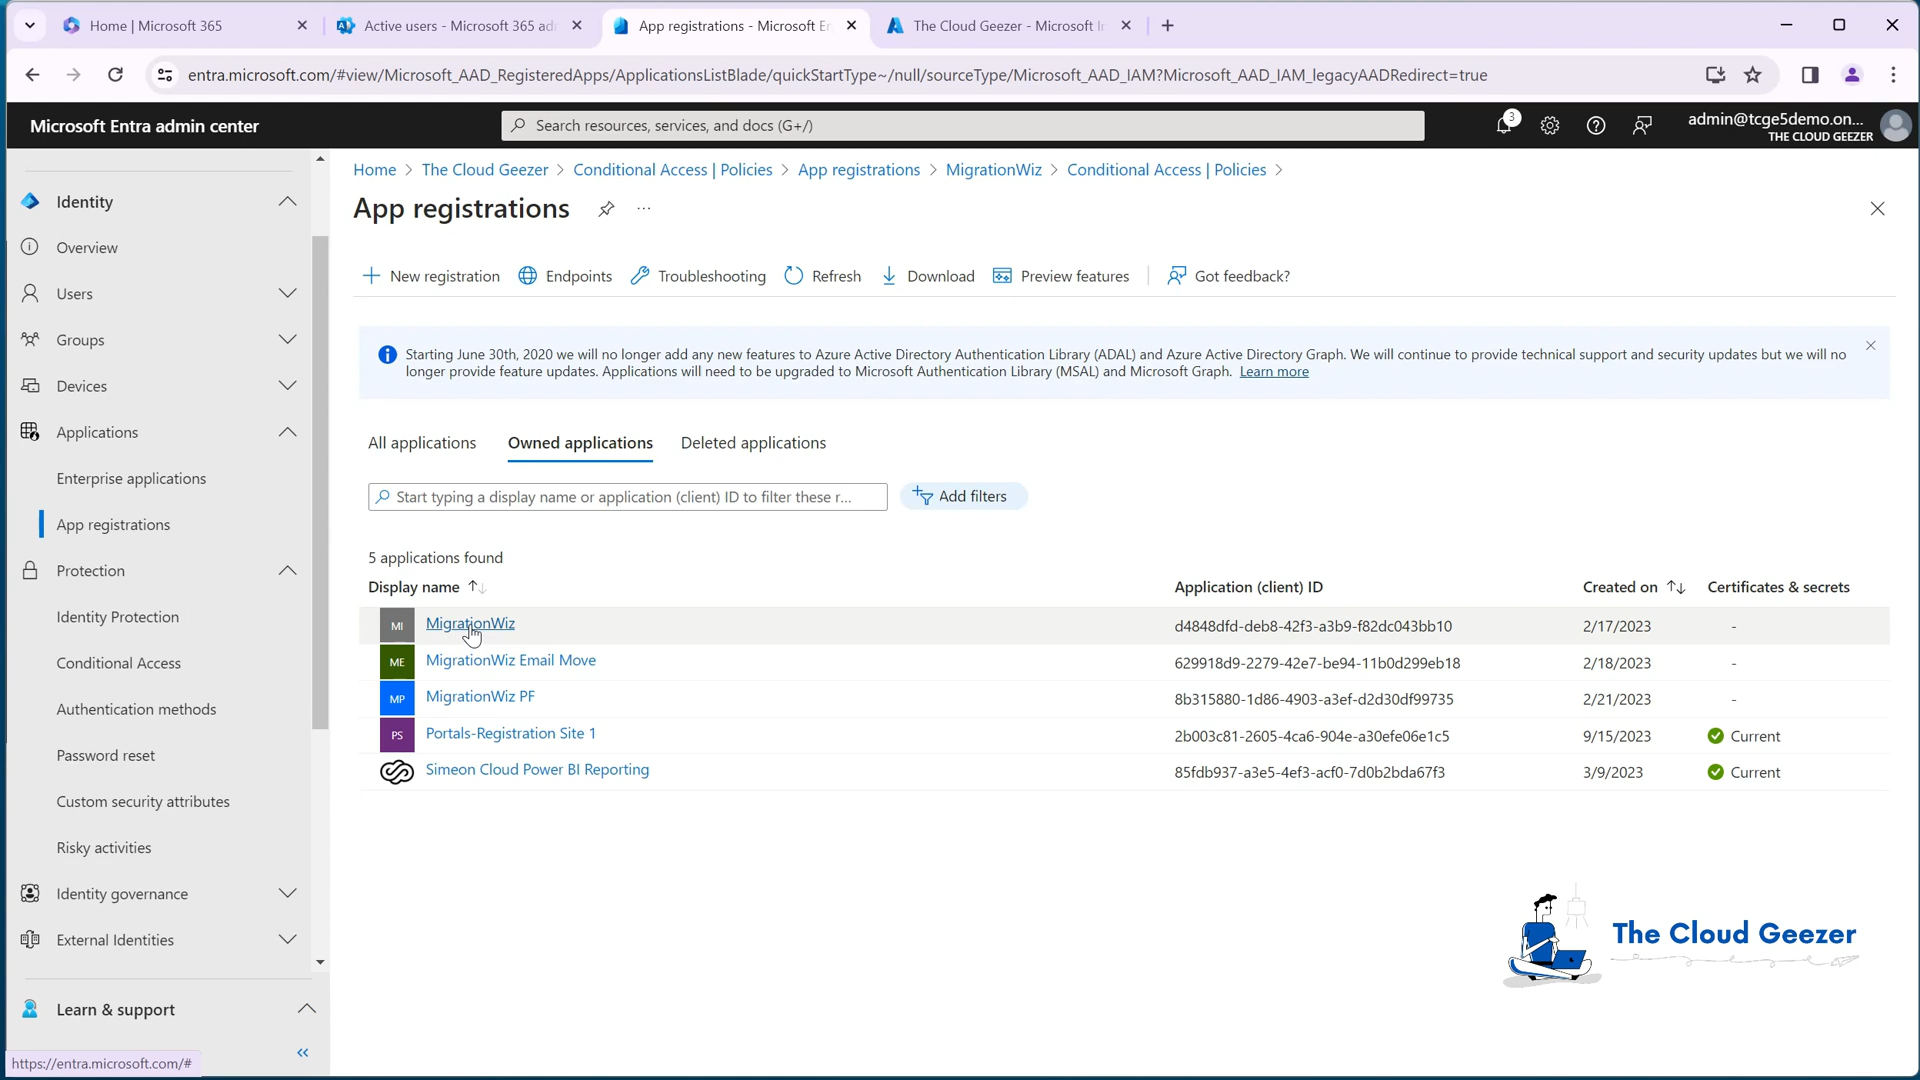 Home | Microsoft 365
Active users - Microsoft 365 ad
App registrations - Microsoft E
The Cloud Geezer - Microsoft
entra.microsoft.com/#view/Microsoft_AAD_RegisteredApps/ApplicationsListBlade/quickStartType~/null/sourceType/Microsoft_AAD_IAM?Microsoft_AAD_IAM_legacyAADRedirect=true
Microsoft Entra admin center
Search resources, services, and docs (G+/)
3
admin@tcge5demo.on...
THE CLOUD GEEZER
Home > The Cloud Geezer > Conditional Access | Policies > App registrations > MigrationWiz > Conditional Access | Policies >
App registrations
...
New registration
Endpoints
Troubleshooting
Refresh
Download
Preview features
Got feedback?
Starting June 30th, 2020 we will no longer add any new features to Azure Active Directory Authentication Library (ADAL) and Azure Active Directory Graph. We will continue to provide technical support and security updates but we will no
longer provide feature updates. Applications will need to be upgraded to Microsoft Authentication Library (MSAL) and Microsoft Graph. Learn more
All applications
Owned applications
Deleted applications
Start typing a display name or application (client) ID to filter these r...
Add filters
5 applications found
Display name
Application (client) ID
Created on
Certificates & secrets
MI MigrationWiz d4848dfd-deb8-42f3-a3b9-f82dc043bb10 2/17/2023 -
ME MigrationWiz Email Move 629918d9-2279-42e7-be94-11b0d299eb18 2/18/2023 -
MP MigrationWiz PF 8b315880-1d86-4903-a3ef-d2d30df99735 2/21/2023 -
PS Portals-Registration Site 1 2b003c81-2605-4ca6-904e-a30efe06e1c5 9/15/2023 Current
Simeon Cloud Power BI Reporting 85fdb937-a3e5-4ef3-acf0-7d0b2bda67f3 3/9/2023 Current
Identity
Overview
Users
Groups
Devices
Applications
Enterprise applications
App registrations
Protection
Identity Protection
Conditional Access
Authentication methods
Password reset
Custom security attributes
Risky activities
Identity governance
External Identities
Learn & support
https://entra.microsoft.com/#
The Cloud Geezer